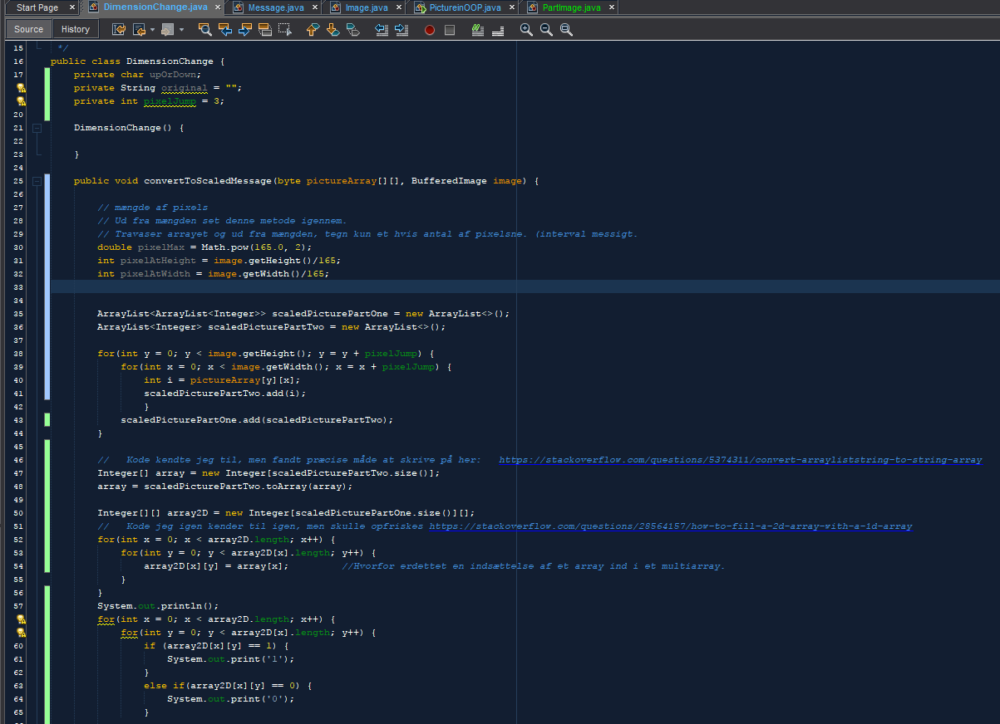 Start Page × DimensionChange.java × Message.java × Image.java × PictureinOOP.java × PartImage.java ×
Source History
15 */
16 public class DimensionChange {
17 private char upOrDown;
private String original = "";
private int pixelJump = 3;
20
21 DimensionChange() {
22
23 }
24
25 public void convertToScaledMessage(byte pictureArray[][], BufferedImage image) {
26
27 // mængde af pixels
28 // Ud fra mængden set denne metode igennem.
29 // Travaser arrayet og ud fra mængden, tegn kun et hvis antal af pixelsne. (interval messigt.
30 double pixelMax = Math.pow(165.0, 2);
31 int pixelAtHeight = image.getHeight()/165;
32 int pixelAtWidth = image.getWidth()/165;
33
34
35 ArrayList<ArrayList<Integer>> scaledPicturePartOne = new ArrayList<>();
36 ArrayList<Integer> scaledPicturePartTwo = new ArrayList<>();
37
38 for(int y = 0; y < image.getHeight(); y = y + pixelJump) {
39 for(int x = 0; x < image.getWidth(); x = x + pixelJump) {
40 int i = pictureArray[y][x];
41 scaledPicturePartTwo.add(i);
42 }
43 scaledPicturePartOne.add(scaledPicturePartTwo);
44 }
45
46 // Kode kendte jeg til, men fandt præcise måde at skrive på her: https://stackoverflow.com/questions/5374311/convert-arrayliststring-to-string-array
47 Integer[] array = new Integer[scaledPicturePartTwo.size()];
48 array = scaledPicturePartTwo.toArray(array);
49
50 Integer[][] array2D = new Integer[scaledPicturePartOne.size()][];
51 // Kode jeg igen kender til igen, men skulle opfriskes https://stackoverflow.com/questions/28564157/how-to-fill-a-2d-array-with-a-1d-array
52 for(int x = 0; x < array2D.length; x++) {
53 for(int y = 0; y < array2D[x].length; y++) {
54 array2D[x][y] = array[x]; //Hvorfor erdettet en indsættelse af et array ind i et multiarray.
55 }
56 }
57 System.out.println();
for(int x = 0; x < array2D.length; x++) {
for(int y = 0; y < array2D[x].length; y++) {
60 if (array2D[x][y] == 1) {
61 System.out.print('1');
62 }
63 else if(array2D[x][y] == 0) {
64 System.out.print('0');
65 }